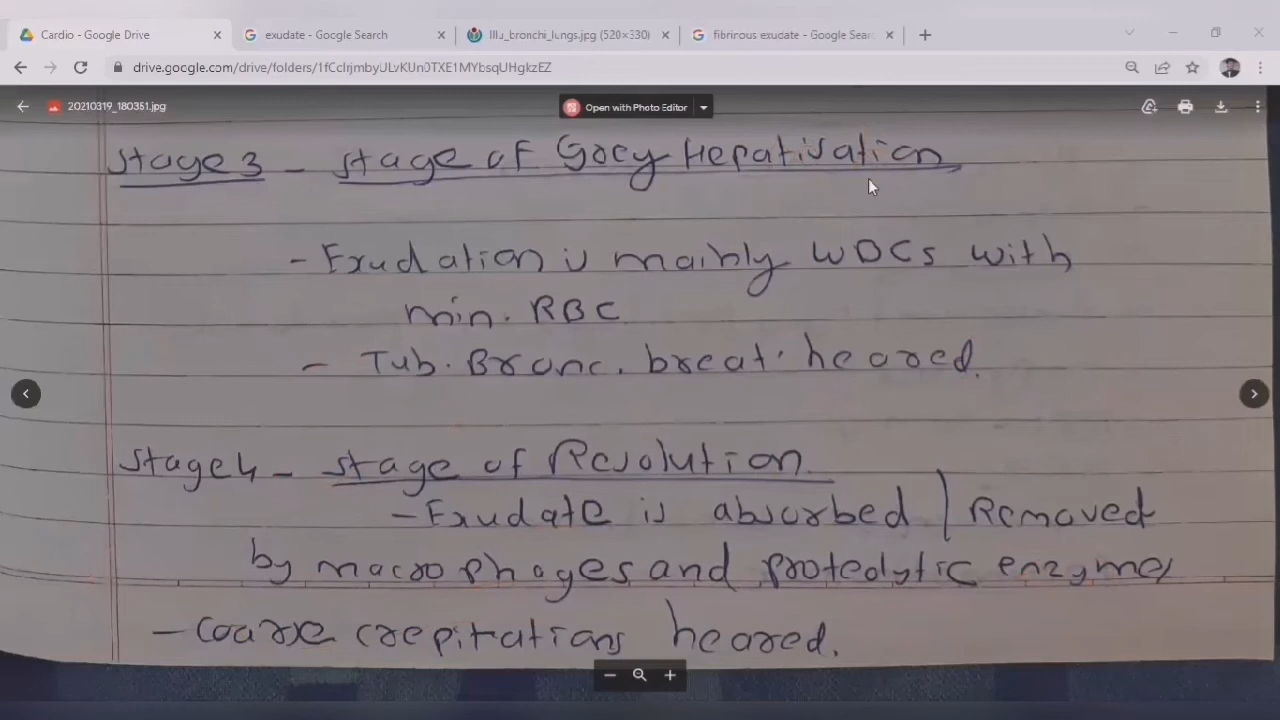 Cardio - Google Drive
exudate - Google Search
Illu_bronchi_lungs.jpg (520×330)
fibrinous exudate - Google Sear
drive.google.com/drive/folders/1fCclrjmbyULvKUn0TXE1MYbsqUHgkzEZ
20210319_180351.jpg
Open with Photo Editor
Stage 3 - Stage of Grey Hepatisation
- Exudation is mainly WBCs with
min. RBC
- Tub. Bronc. breat. heared.
Stage 4 - Stage of Resolution
- Exudate is absorbed / Removed
by macrophages and proteolytic enzymes
- Coarse crepitations heared.